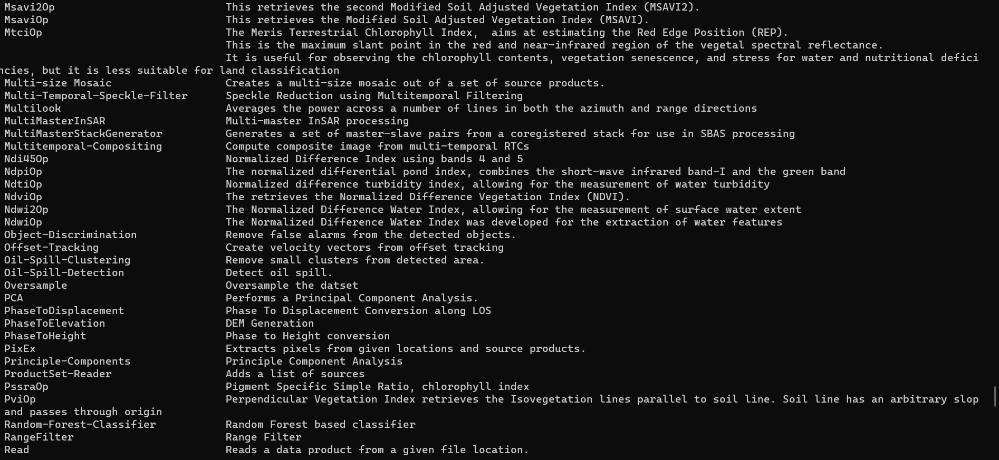 Msavi2Op This retrieves the second Modified Soil Adjusted Vegetation Index (MSAVI2).
MsaviOp This retrieves the Modified Soil Adjusted Vegetation Index (MSAVI).
MtciOp The Meris Terrestrial Chlorophyll Index,  aims at estimating the Red Edge Position (REP).
This is the maximum slant point in the red and near-infrared region of the vegetal spectral reflectance.
It is useful for observing the chlorophyll contents, vegetation senescence, and stress for water and nutritional defici
ncies, but it is less suitable for land classification
Multi-size Mosaic Creates a multi-size mosaic out of a set of source products.
Multi-Temporal-Speckle-Filter Speckle Reduction using Multitemporal Filtering
Multilook Averages the power across a number of lines in both the azimuth and range directions
MultiMasterInSAR Multi-master InSAR processing
MultiMasterStackGenerator Generates a set of master-slave pairs from a coregistered stack for use in SBAS processing
Multitemporal-Compositing Compute composite image from multi-temporal RTCs
Ndi45Op Normalized Difference Index using bands 4 and 5
NdpiOp The normalized differential pond index, combines the short-wave infrared band-I and the green band
NdtiOp Normalized difference turbidity index, allowing for the measurement of water turbidity
NdviOp The retrieves the Normalized Difference Vegetation Index (NDVI).
Ndwi2Op The Normalized Difference Water Index, allowing for the measurement of surface water extent
NdwiOp The Normalized Difference Water Index was developed for the extraction of water features
Object-Discrimination Remove false alarms from the detected objects.
Offset-Tracking Create velocity vectors from offset tracking
Oil-Spill-Clustering Remove small clusters from detected area.
Oil-Spill-Detection Detect oil spill.
Oversample Oversample the datset
PCA Performs a Principal Component Analysis.
PhaseToDisplacement Phase To Displacement Conversion along LOS
PhaseToElevation DEM Generation
PhaseToHeight Phase to Height conversion
PixEx Extracts pixels from given locations and source products.
Principle-Components Principle Component Analysis
ProductSet-Reader Adds a list of sources
PssraOp Pigment Specific Simple Ratio, chlorophyll index
PviOp Perpendicular Vegetation Index retrieves the Isovegetation lines parallel to soil line. Soil line has an arbitrary slop
and passes through origin
Random-Forest-Classifier Random Forest based classifier
RangeFilter Range Filter
Read Reads a data product from a given file location.